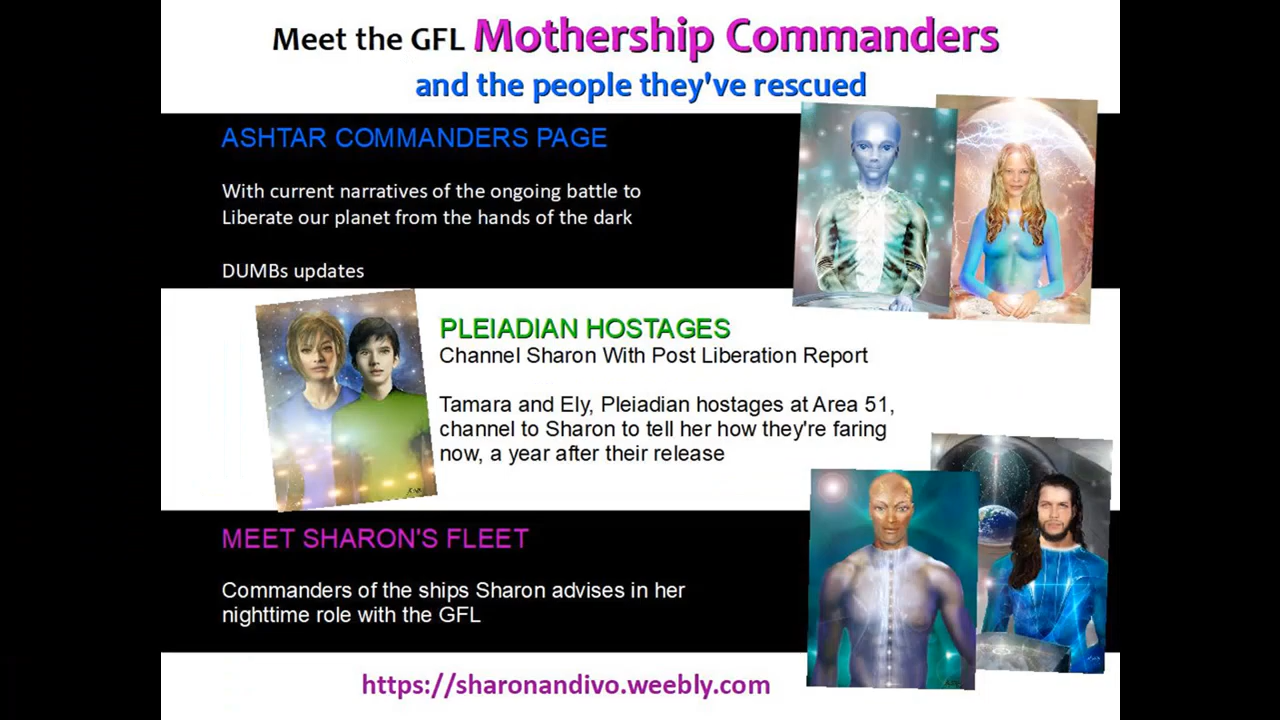 Meet the GFL Mothership Commanders
and the people they've rescued
ASHTAR COMMANDERS PAGE
With current narratives of the ongoing battle to
Liberate our planet from the hands of the dark
DUMBs updates
PLEIADIAN HOSTAGES
Channel Sharon With Post Liberation Report
Tamara and Ely, Pleiadian hostages at Area 51,
channel to Sharon to tell her how they're faring
now, a year after their release
MEET SHARON'S FLEET
Commanders of the ships Sharon advises in her
nighttime role with the GFL
https://sharonandivo.weebly.com